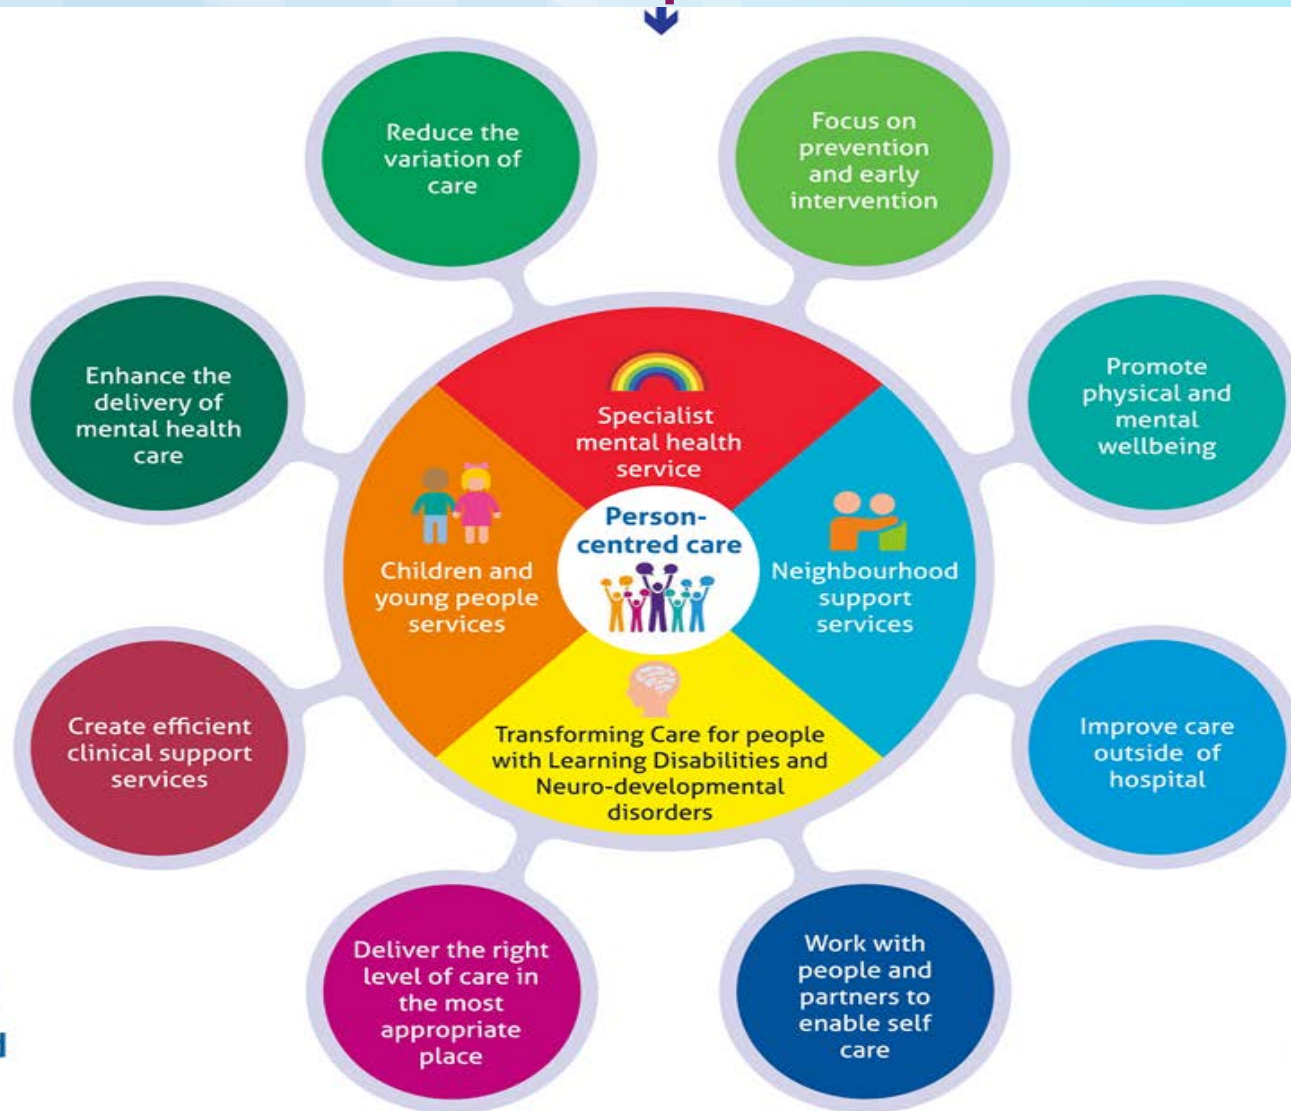 Reduce the
variation of
care
Focus on
prevention
and early
intervention
Enhance the
delivery of
mental health
care
Promote
physical and
mental
wellbeing
Specialist
mental health
service
Person-
centred care
Children and
young people
services
Neighbourhood
support
services
Transforming Care for people
with Learning Disabilities and
Neuro-developmental
disorders
Create efficient
clinical support
services
Improve care
outside of
hospital
Deliver the right
level of care in
the most
appropriate
place
Work with
people and
partners to
enable self
care